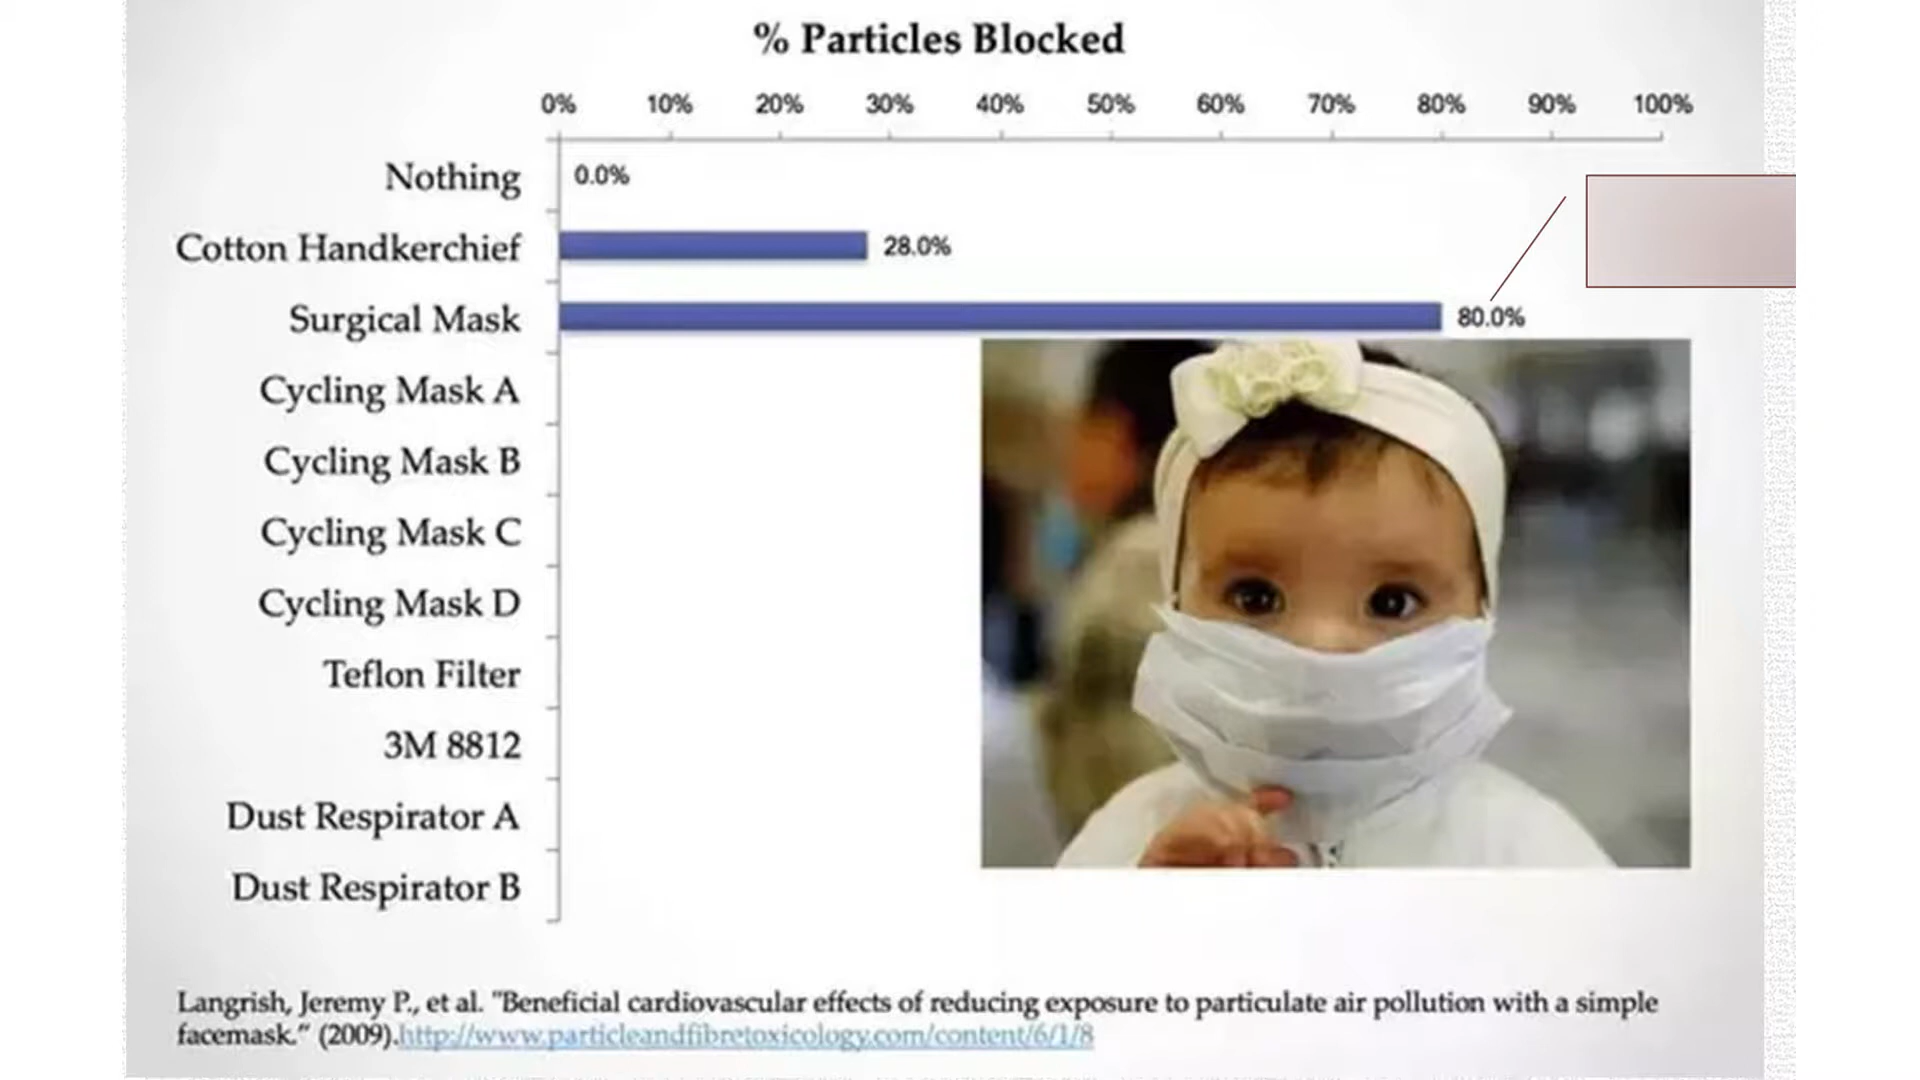 % Particles Blocked
0% 10% 20% 30% 40% 50% 60% 70% 80% 90% 100%
Nothing 0.0%
Cotton Handkerchief 28.0%
Surgical Mask 80.0%
Cycling Mask A
Cycling Mask B
Cycling Mask C
Cycling Mask D
Teflon Filter
3M 8812
Dust Respirator A
Dust Respirator B
Langrish, Jeremy P., et al. "Beneficial cardiovascular effects of reducing exposure to particulate air pollution with a simple
facemask." (2009).http://www.particleandfibretoxicology.com/content/6/1/8